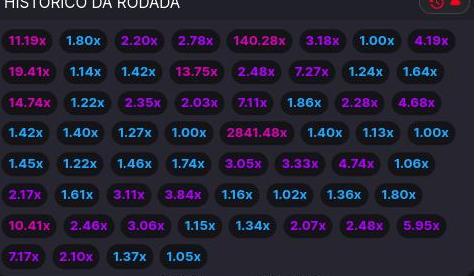 HISTÓRICO DA RODADA
11.19x 1.80x 2.20x 2.78x 140.28x 3.18x 1.00x 4.19x
19.41x 1.14x 1.42x 13.75x 2.48x 7.27x 1.24x 1.64x
14.74x 1.22x 2.35x 2.03x 7.11x 1.86x 2.28x 4.68x
1.42x 1.40x 1.27x 1.00x 2841.48x 1.40x 1.13x 1.00x
1.45x 1.22x 1.46x 1.74x 3.05x 3.33x 4.74x 1.06x
2.17x 1.61x 3.11x 3.84x 1.16x 1.02x 1.36x 1.80x
10.41x 2.46x 3.06x 1.15x 1.34x 2.07x 2.48x 5.95x
7.17x 2.10x 1.37x 1.05x